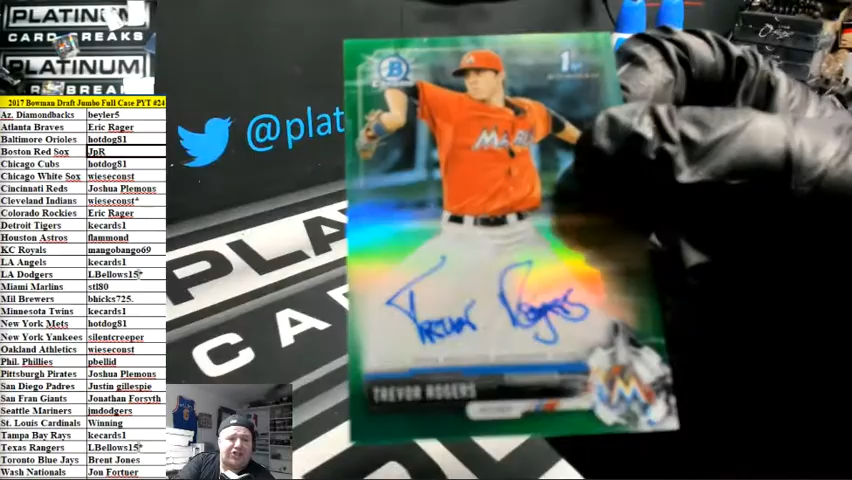 PLATINUM
CARD BREAKS
PLATINUM
2017 Bowman Draft Jumbo Full Case PYT #24
Az. Diamondbacks beyler5
Atlanta Braves Eric Rager
Baltimore Orioles hotdog81
Boston Red Sox JpR
Chicago Cubs hotdog81
Chicago White Sox wieseconst
Cincinnati Reds Joshua Plemons
Cleveland Indians wieseconst*
Colorado Rockies Eric Rager
Detroit Tigers kecards1
Houston Astros flammond
KC Royals mangobango69
LA Angels kecards1
LA Dodgers LBellows15*
Miami Marlins stl80
Mil Brewers bhicks725.
Minnesota Twins kecards1
New York Mets hotdog81
New York Yankees silentcreeper
Oakland Athletics wieseconst
Phil. Phillies pbellid
Pittsburgh Pirates Joshua Plemons
San Diego Padres Justin gillespie
San Fran Giants Jonathan Forsyth
Seattle Mariners jmdodgers
St. Louis Cardinals Winning
Tampa Bay Rays kecards1
Texas Rangers LBellows15*
Toronto Blue Jays Brent Jones
Wash Nationals Jon Fortner
@plat
PLA
PLA
CA
B
1st
Trevor Rogers
TREVOR ROGERS
M